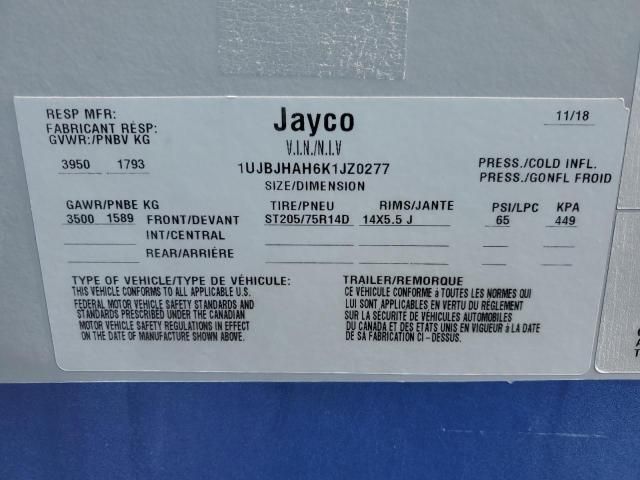 RESP MFR:
FABRICANT RÉSP:
GVWR:/PNBV KG
Jayco
11/18
V.I.N./N.I.V
3950 1793
1UJBJHAH6K1JZ0277
PRESS./COLD INFL.
PRESS./GONFL FROID
SIZE/DIMENSION
GAWR/PNBE KG
TIRE/PNEU
RIMS/JANTE
PSI/LPC
KPA
3500 1589 FRONT/DEVANT ST205/75R14D 14X5.5 J 65 449
INT/CENTRAL
REAR/ARRIÉRE
TYPE OF VEHICLE/TYPE DE VÉHICULE:
THIS VEHICLE CONFORMS TO ALL APPLICABLE U.S.
FEDERAL MOTOR VEHICLE SAFETY STANDARDS AND
STANDARDS PRESCRIBED UNDER THE CANADIAN
MOTOR VEHICLE SAFETY REGULATIONS IN EFFECT
ON THE DATE OF MANUFACTURE SHOWN ABOVE.
TRAILER/REMORQUE
CE VÉHICULE CONFORME à TOUTES LES NORMES QUI
LUI SONT APPLICABLES EN VERTU DU RÈGLEMENT
SUR LA SECURITE DE VÉHICULES AUTOMOBILES
DU CANADA ET DES ETATS UNIS EN VIGUEUR à LA DATE
DE SA FABRICATION CI-DESSUS.